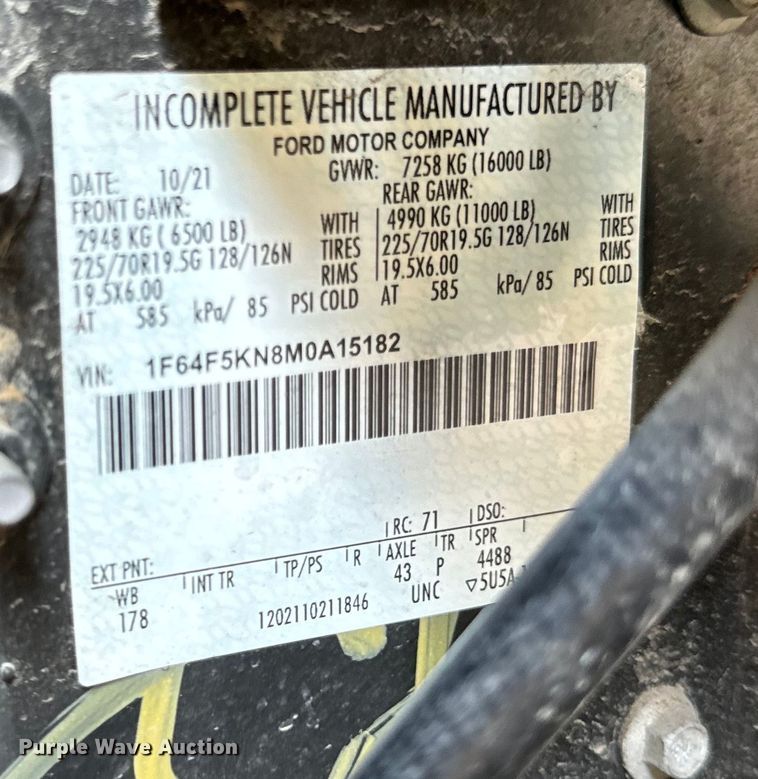 INCOMPLETE VEHICLE MANUFACTURED BY
FORD MOTOR COMPANY
DATE: 10/21 GVWR: 7258 KG (16000 LB)
FRONT GAWR: REAR GAWR:
2948 KG ( 6500 LB) WITH 4990 KG (11000 LB) WITH
225/70R19.5G 128/126N TIRES 225/70R19.5G 128/126N TIRES
19.5X6.00 RIMS 19.5X6.00 RIMS
AT 585 kPa/ 85 PSI COLD AT 585 kPa/ 85 PSI COLD
VIN: 1F64F5KN8M0A15182
EXT PNT: RC: 71 DSO:
WB INT TR TP/PS R AXLE TR SPR
178 43 P 4488
1202110211846 UNC ▽5U5A
Purple Wave Auction